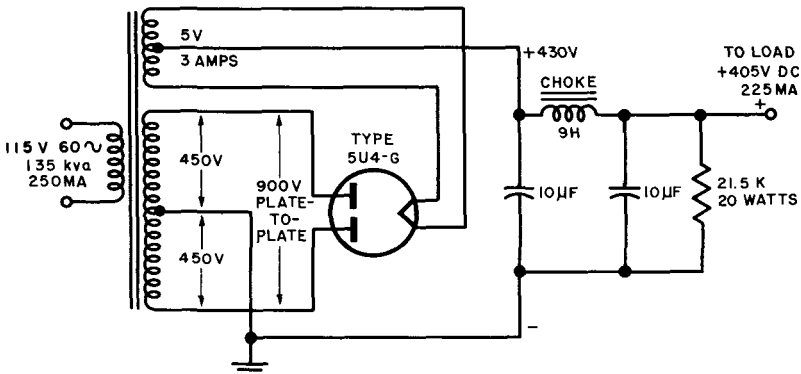 5V
3 AMPS
+430V
TO LOAD
+405V DC
225MA
+
CHOKE
9H
115V 60~
135 kva
250MA
450V
900V
PLATE-
TO-
PLATE
450V
TYPE
5U4-G
10µF
10µF
21.5 K
20 WATTS
−